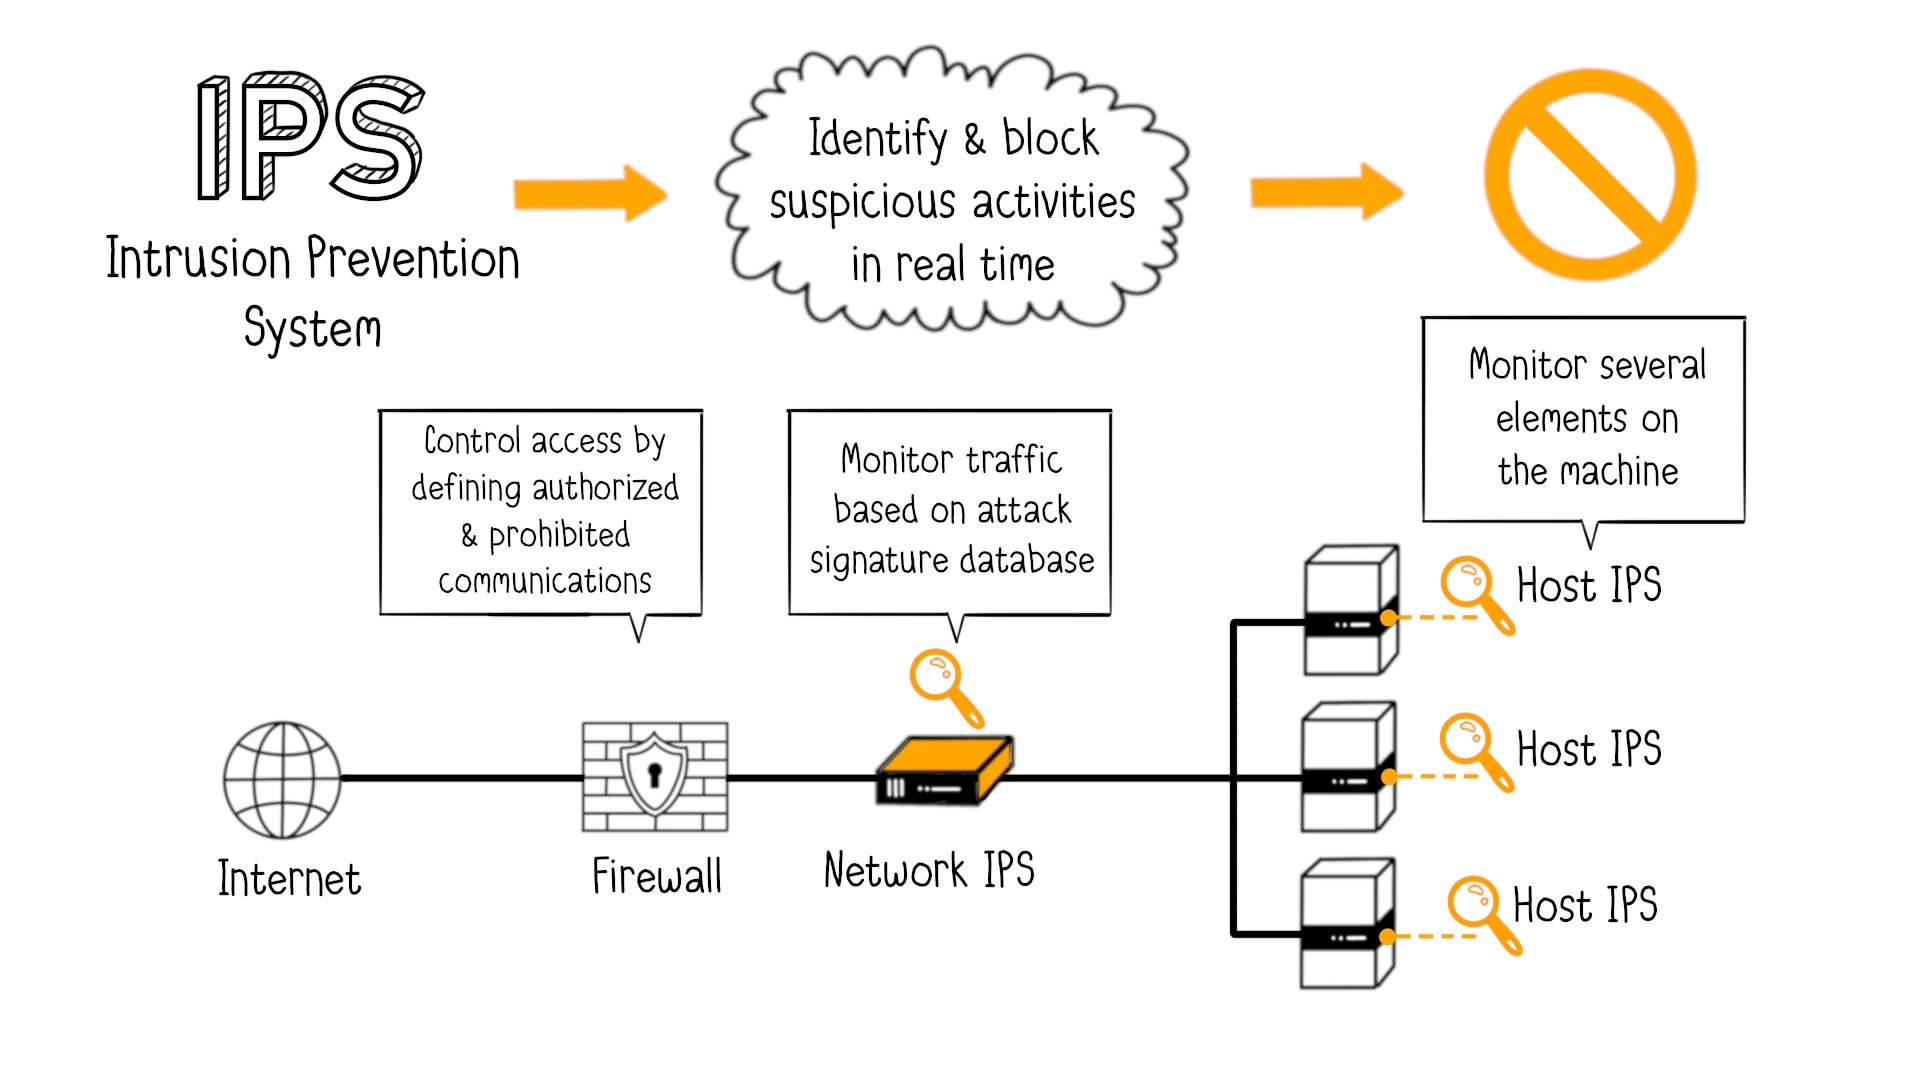 IPS
Intrusion Prevention
System
Identify & block
suspicious activities
in real time
Control access by
defining authorized
& prohibited
communications
Monitor traffic
based on attack
signature database
Monitor several
elements on
the machine
Internet
Firewall
Network IPS
Host IPS
Host IPS
Host IPS